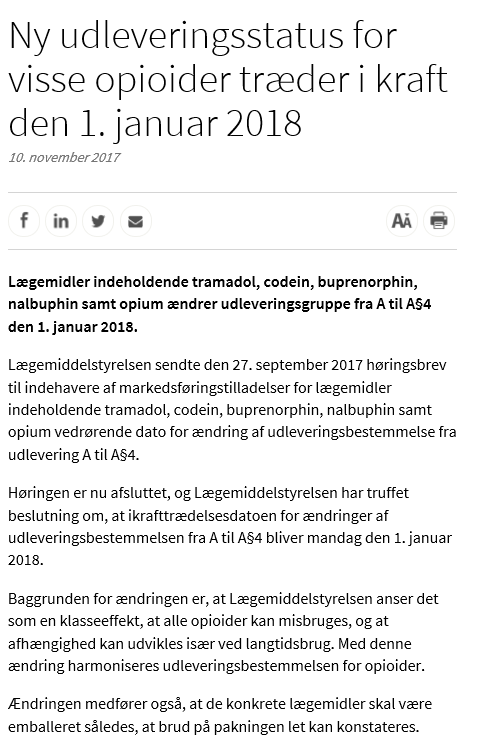 Ny udleveringsstatus for
visse opioider træder i kraft
den 1. januar 2018
10. november 2017
f in AA
Lægemidler indeholdende tramadol, codein, buprenorphin,
nalbuphin samt opium ændrer udleveringsgruppe fra A til A§4
den 1. januar 2018.
Lægemiddelstyrelsen sendte den 27. september 2017 høringsbrev
til indehavere af markedsføringstilladelser for lægemidler
indeholdende tramadol, codein, buprenorphin, nalbuphin samt
opium vedrørende dato for ændring af udleveringsbestemmelse fra
udlevering A til A§4.
Høringen er nu afsluttet, og Lægemiddelstyrelsen har truffet
beslutning om, at ikrafttrædelsesdatoen for ændringer af
udleveringsbestemmelsen fra A til A§4 bliver mandag den 1. januar
2018.
Baggrunden for ændringen er, at Lægemiddelstyrelsen anser det
som en klasseeffekt, at alle opioider kan misbruges, og at
afhængighed kan udvikles især ved langtidsbrug. Med denne
ændring harmoniseres udleveringsbestemmelsen for opioider.
Ændringen medfører også, at de konkrete lægemidler skal være
emballeret således, at brud på pakningen let kan konstateres.